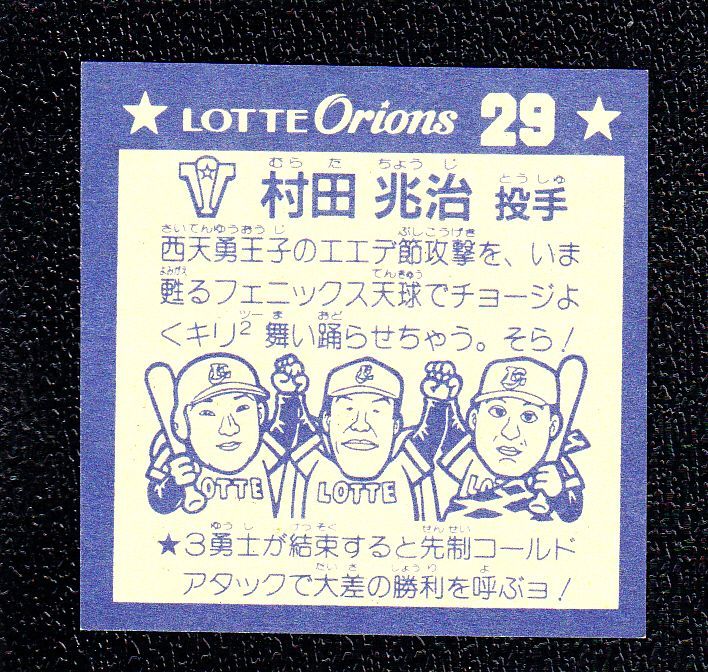 ★ LOTTE Orions 29 ★
むらた ちょうじ とうしゅ
村田 兆治 投手
さいてんゆうおうじ ぶしこうげき
西天勇王子のエエデ節攻撃を、いま
よみがえ てんきゅう
甦るフェニックス天球でチョージよ
ツー ま おど
くキリ2 舞い踊らせちゃう。そら!
LOTTE LOTTE LO
ゆうし けっそく せんせい
★3勇士が結束すると先制コールド
たいさ しょうり よ
アタックで大差の勝利を呼ぶヨ!